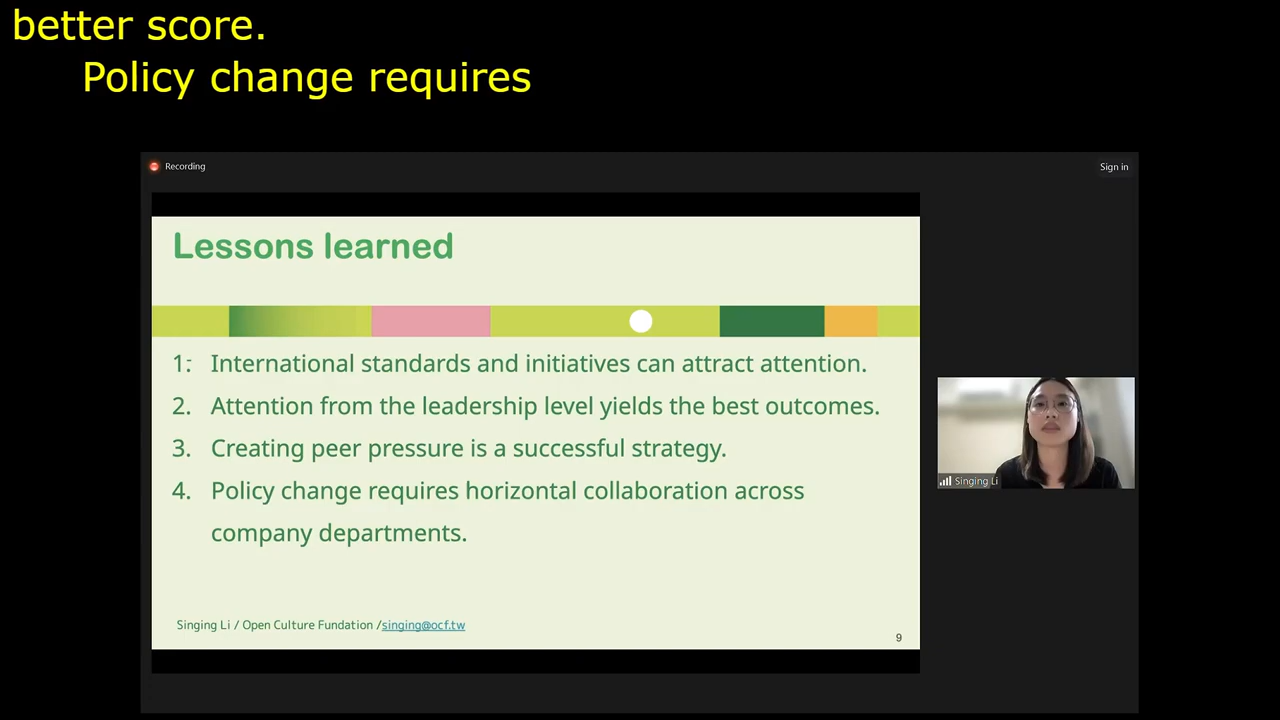 better score.
Policy change requires
Recording
Sign in
Lessons learned
1. International standards and initiatives can attract attention.
2. Attention from the leadership level yields the best outcomes.
3. Creating peer pressure is a successful strategy.
4. Policy change requires horizontal collaboration across
company departments.
Singing Li
Singing Li / Open Culture Fundation /singing@ocf.tw
9